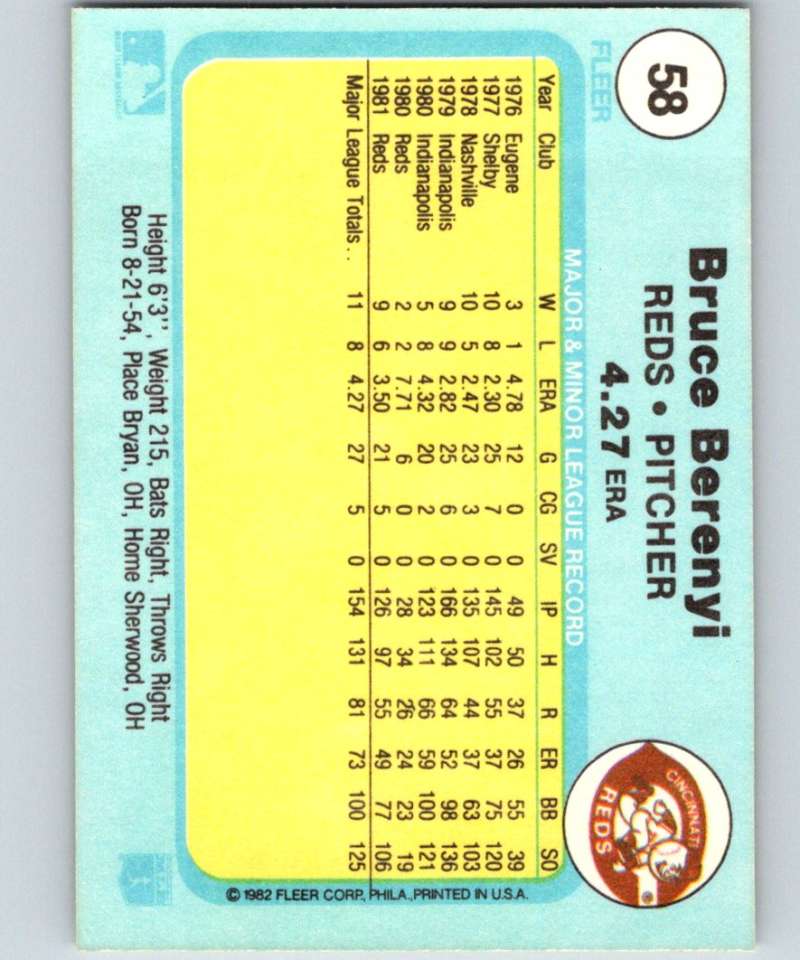 58
FLEER
Bruce Berenyi
REDS • PITCHER
4.27 ERA
CINCINNATI
REDS
MAJOR & MINOR LEAGUE RECORD
Year Club W L ERA G CG SV IP H R ER BB SO
1976 Eugene 3 1 4.78 12 0 0 49 50 37 26 55 39
1977 Shelby 10 8 2.30 25 7 0 145 102 55 37 75 120
1978 Nashville 10 5 2.47 23 3 0 135 107 44 37 63 103
1979 Indianapolis 9 9 2.82 25 6 0 166 134 64 52 98 136
1980 Indianapolis 5 8 4.32 20 2 0 123 111 66 59 100 121
1980 Reds 2 2 7.71 6 0 0 28 34 26 24 23 19
1981 Reds 9 6 3.50 21 5 0 126 97 55 49 77 106
Major League Totals.. 11 8 4.27 27 5 0 154 131 81 73 100 125
Height 6'3'', Weight 215, Bats Right, Throws Right
Born 8-21-54, Place Bryan, OH, Home Sherwood, OH
© 1982 FLEER CORP., PHILA., PRINTED IN U.S.A.